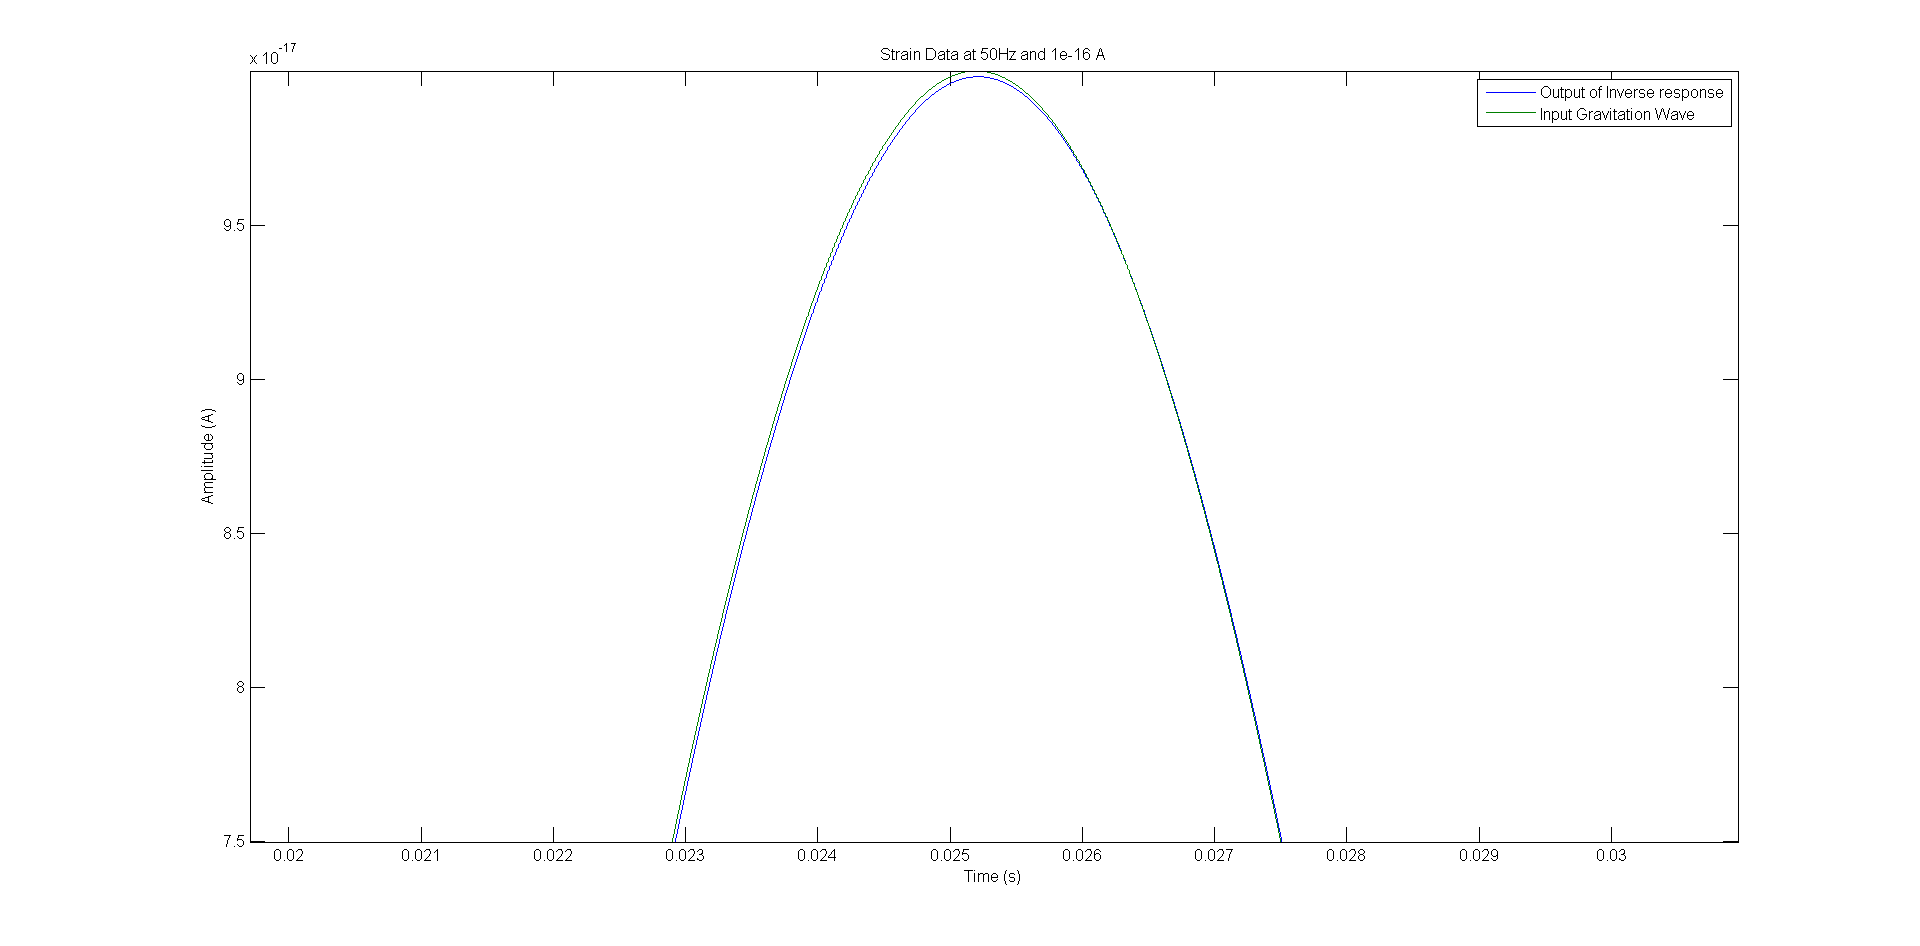 Strain Data at 50Hz and 1e-16 A
x 10^-17
Output of Inverse response
Input Gravitation Wave
9.5
9
8.5
8
7.5
Amplitude (A)
0.02 0.021 0.022 0.023 0.024 0.025 0.026 0.027 0.028 0.029 0.03
Time (s)